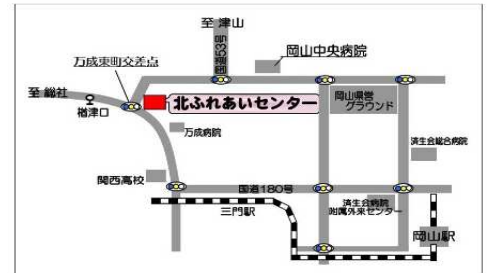 至 津山
国道53号
岡山中央病院
万成東町交差点
至 総社
楢津口
北ふれあいセンター
岡山県営
グラウンド
万成病院
済生会総合病院
関西高校
国道180号
済生会病院
附属外来センター
三門駅
岡山駅